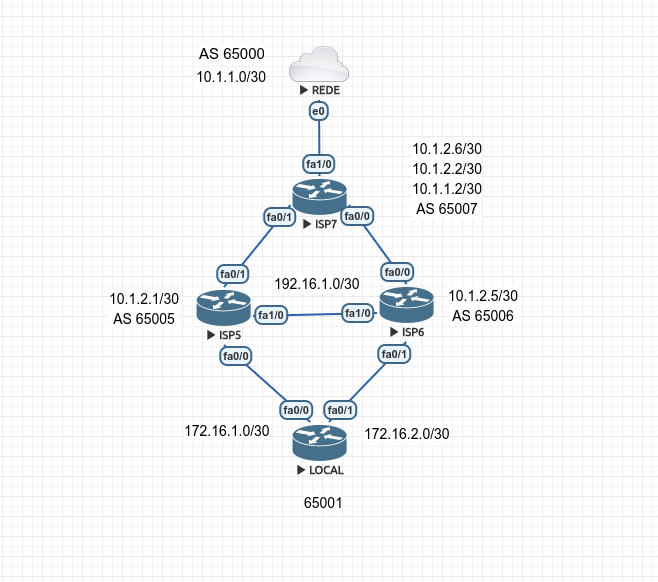 AS 65000
10.1.1.0/30
REDE
e0
fa1/0
10.1.2.6/30
10.1.2.2/30
10.1.1.2/30
AS 65007
fa0/1
fa0/0
ISP7
fa0/1
fa0/0
192.16.1.0/30
10.1.2.1/30
AS 65005
10.1.2.5/30
AS 65006
fa1/0
fa1/0
ISP5
ISP6
fa0/0
fa0/1
fa0/0
fa0/1
172.16.1.0/30
172.16.2.0/30
LOCAL
65001